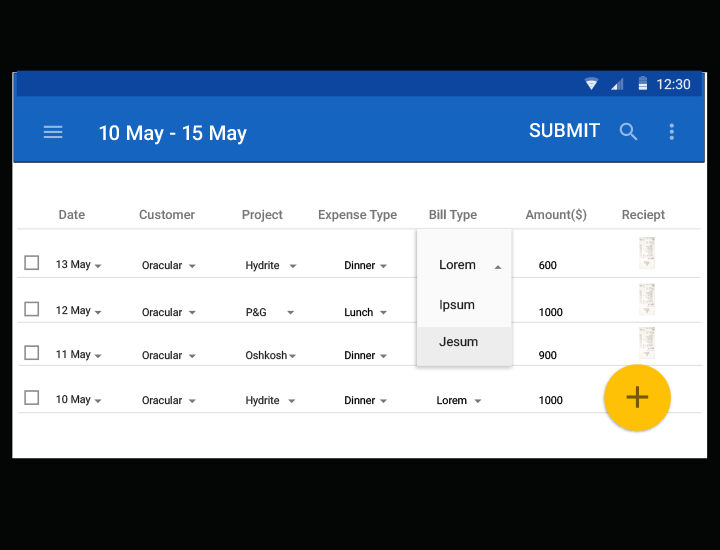 12:30
10 May - 15 May SUBMIT
Date Customer Project Expense Type Bill Type Amount($) Reciept
13 May Oracular Hydrite Dinner Lorem 600
12 May Oracular P&G Lunch Ipsum 1000
11 May Oracular Oshkosh Dinner Jesum 900
10 May Oracular Hydrite Dinner Lorem 1000